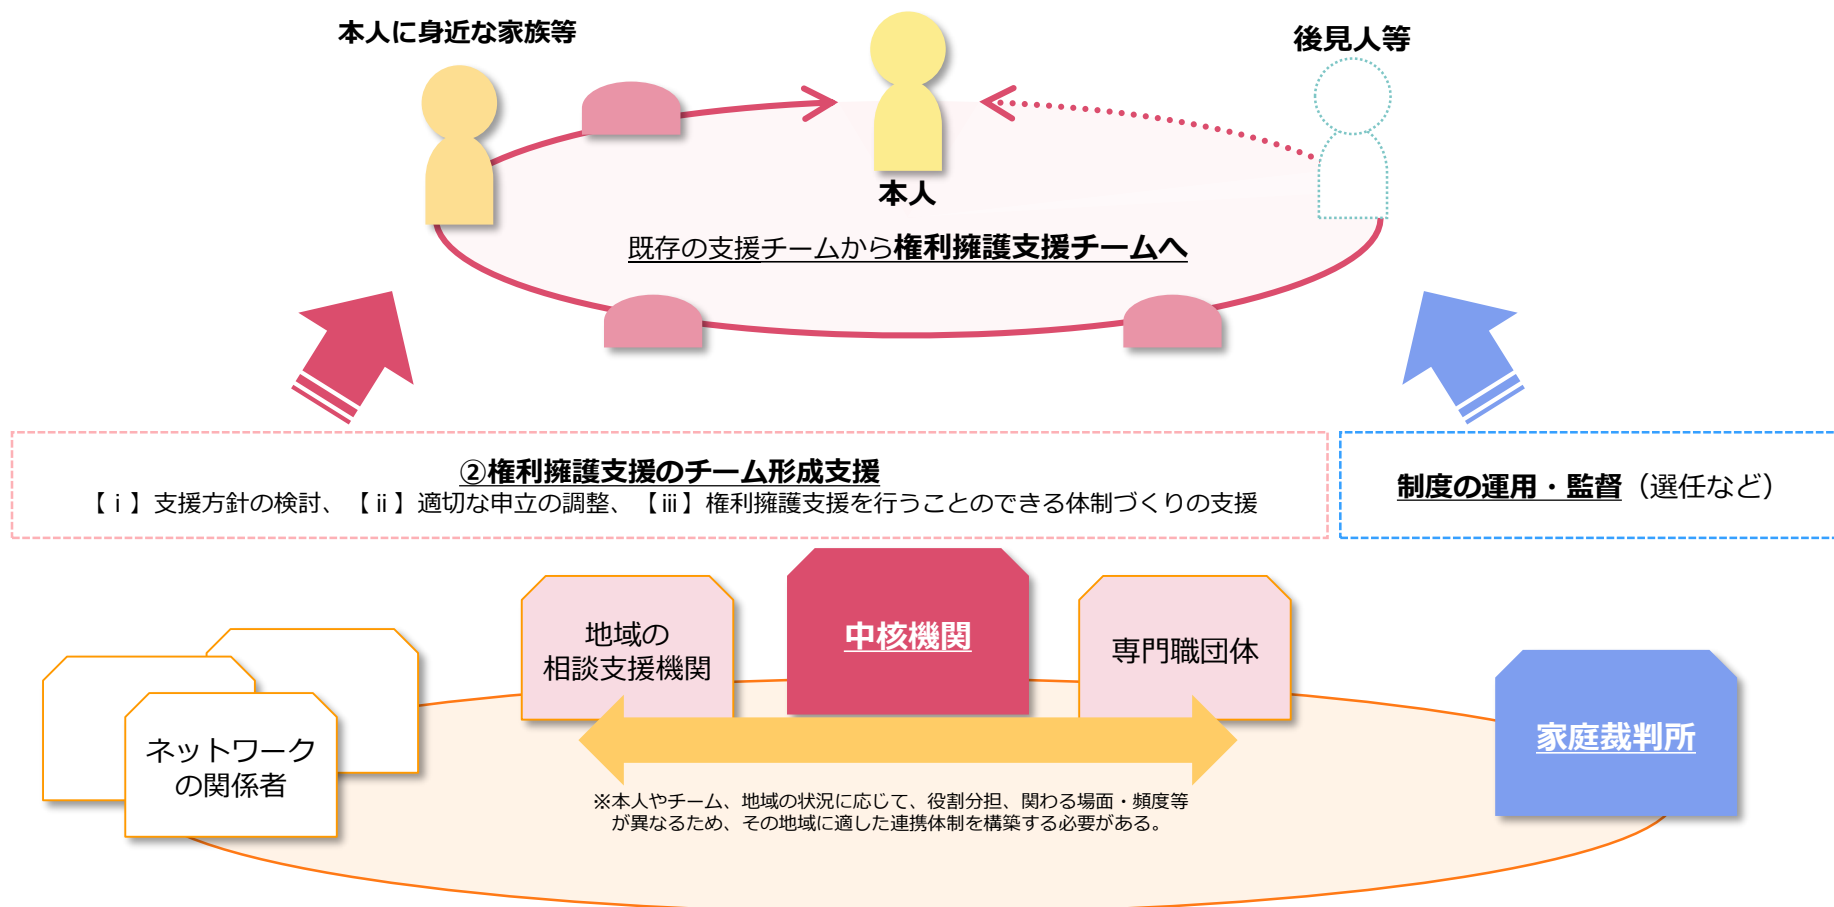 本人に身近な家族等
後見人等
本人
既存の支援チームから権利擁護支援チームへ
②権利擁護支援のチーム形成支援
【ⅰ】支援方針の検討、【ⅱ】適切な申立の調整、【ⅲ】権利擁護支援を行うことのできる体制づくりの支援
制度の運用・監督（選任など）
地域の
相談支援機関
中核機関
専門職団体
ネットワーク
の関係者
家庭裁判所
※本人やチーム、地域の状況に応じて、役割分担、関わる場面・頻度等
が異なるため、その地域に適した連携体制を構築する必要がある。